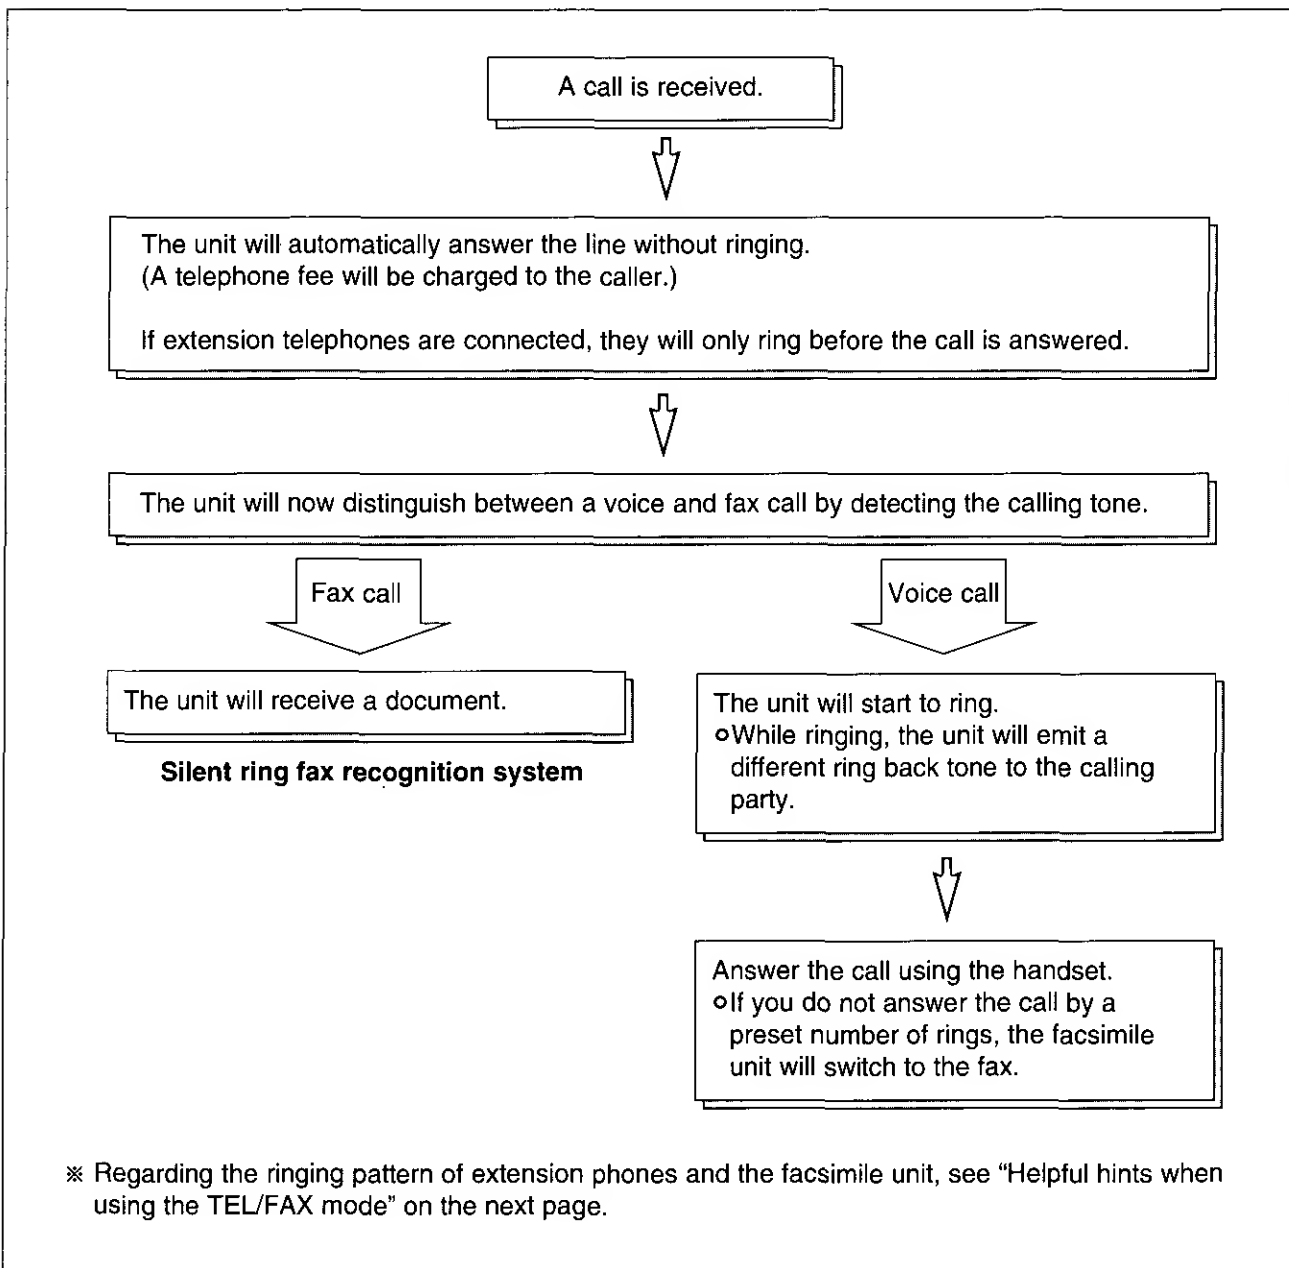 A call is received.
The unit will automatically answer the line without ringing.
(A telephone fee will be charged to the caller.)
If extension telephones are connected, they will only ring before the call is answered.
The unit will now distinguish between a voice and fax call by detecting the calling tone.
Fax call
Voice call
The unit will receive a document.
Silent ring fax recognition system
The unit will start to ring.
oWhile ringing, the unit will emit a
different ring back tone to the calling
party.
Answer the call using the handset.
oIf you do not answer the call by a
preset number of rings, the facsimile
unit will switch to the fax.
※ Regarding the ringing pattern of extension phones and the facsimile unit, see “Helpful hints when
using the TEL/FAX mode” on the next page.